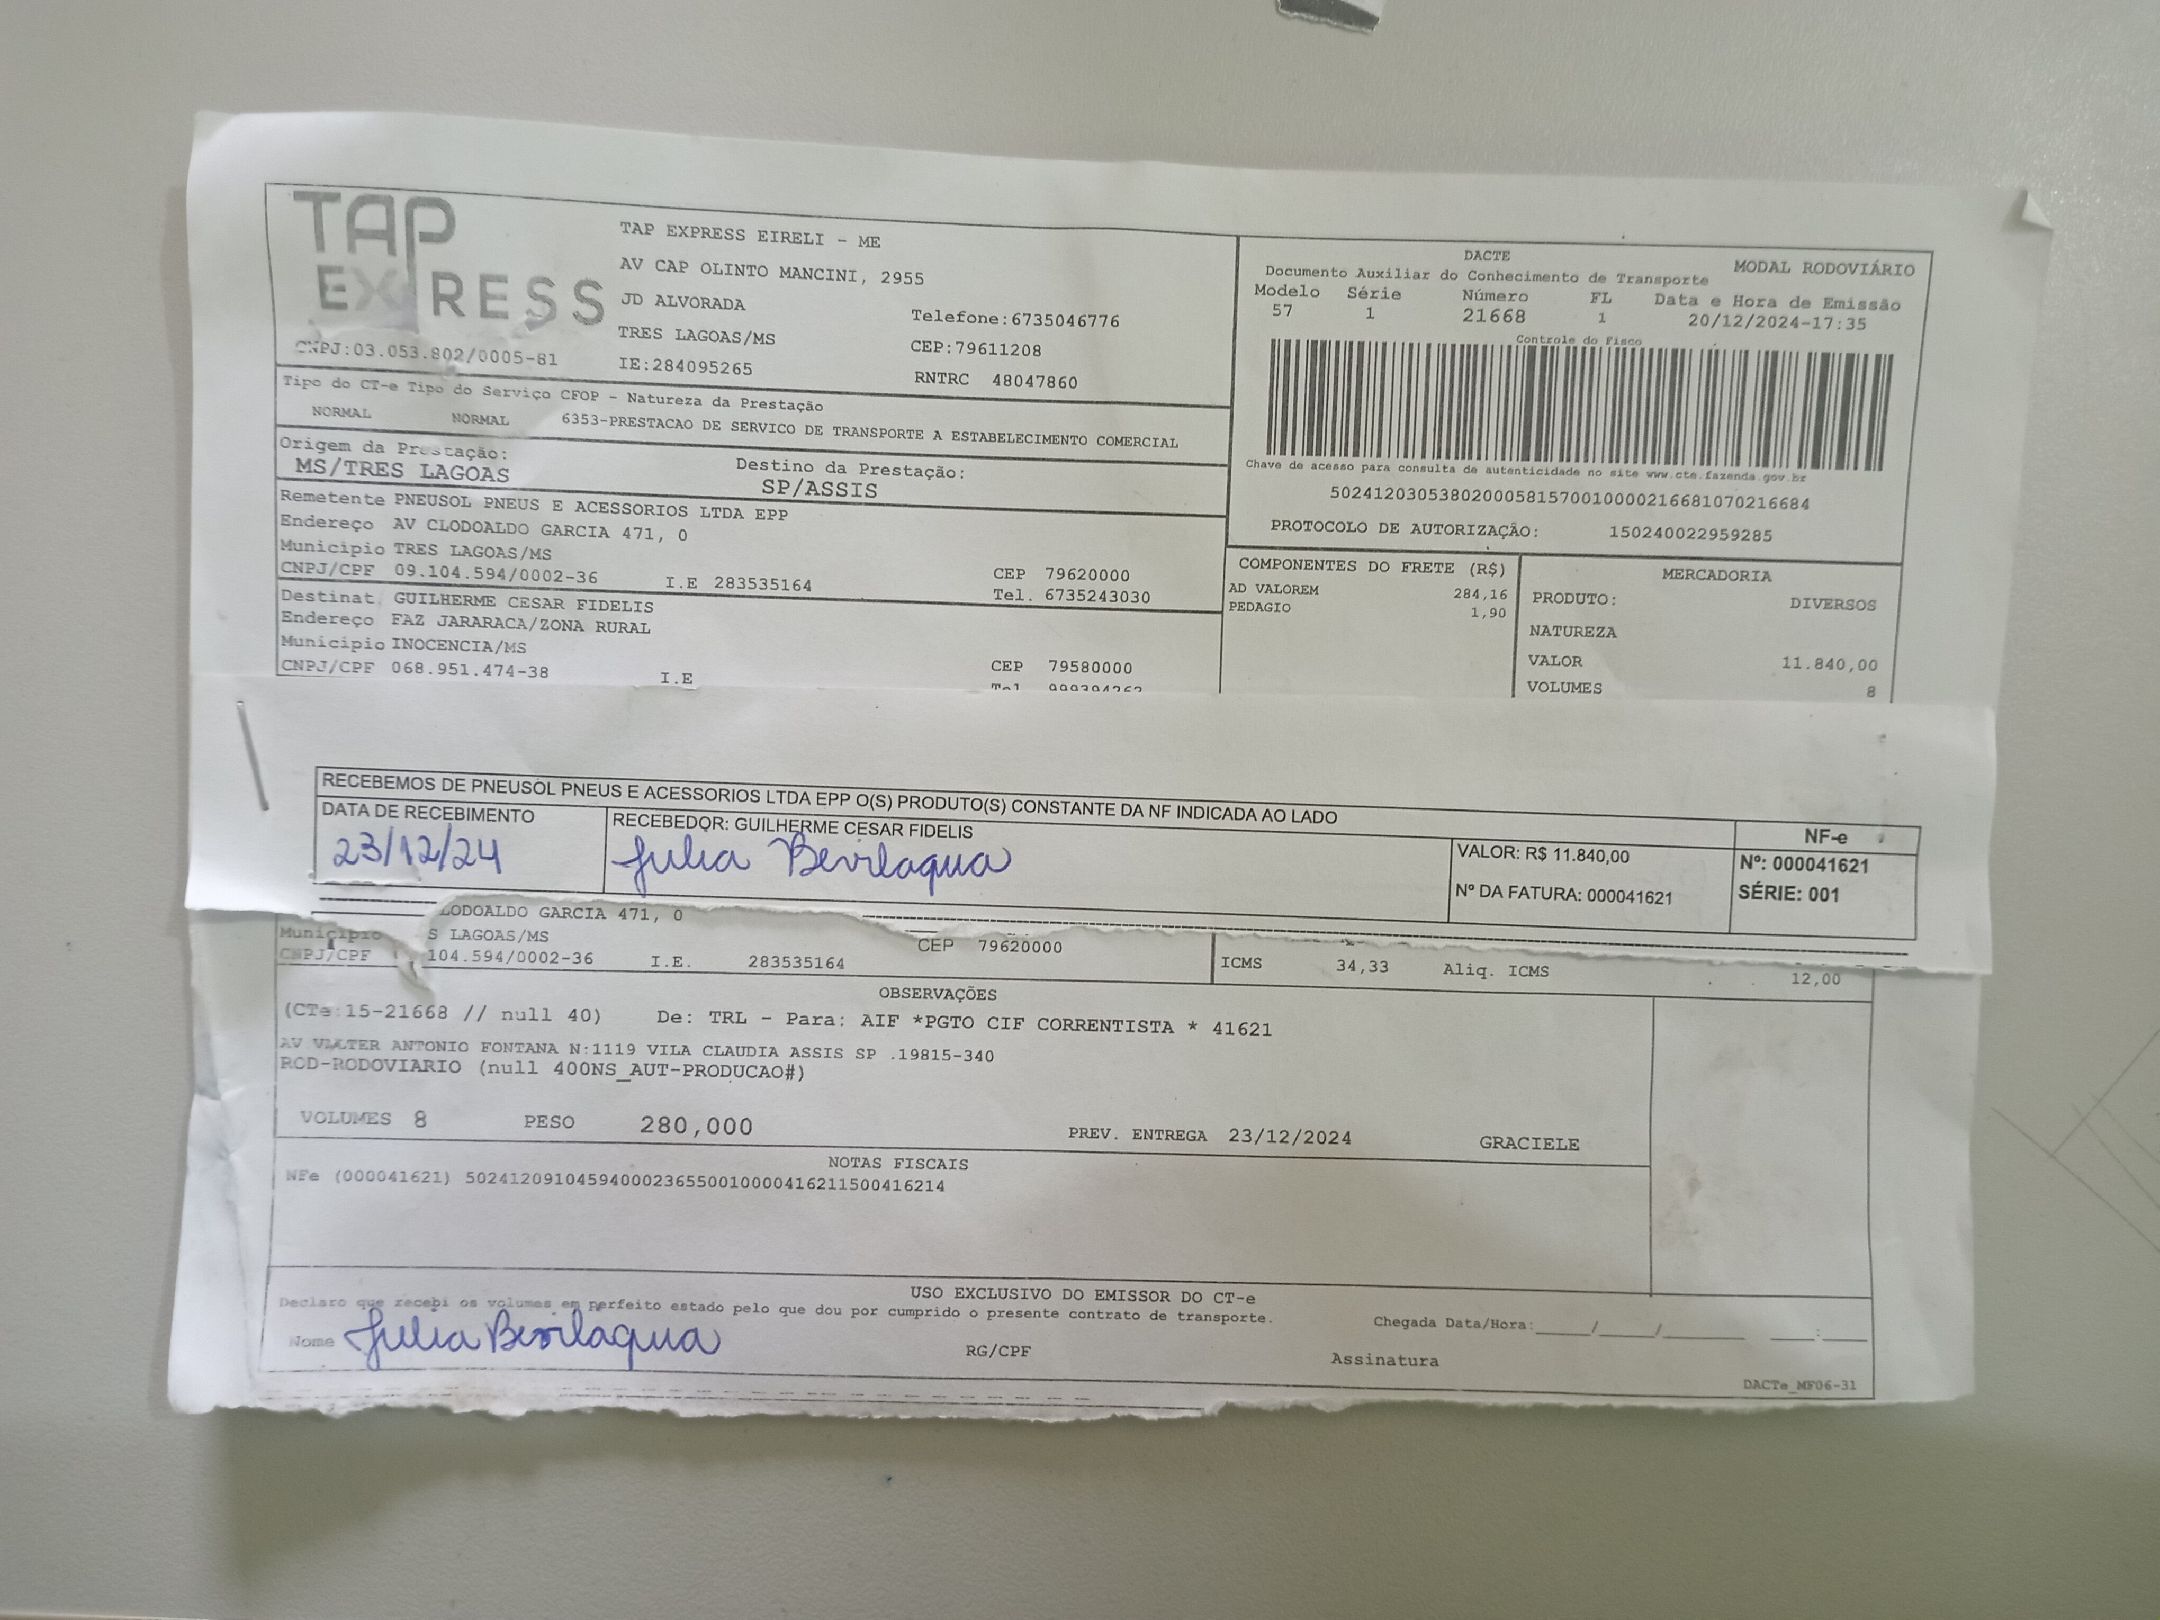 TAP
EXPRESS
CNPJ:03.053.802/0005-81
TAP EXPRESS EIRELI - ME
AV CAP OLINTO MANCINI, 2955
JD ALVORADA
Telefone:6735046776
TRES LAGOAS/MS
CEP:79611208
IE:284095265
RNTRC 48047860
DACTE
MODAL RODOVIÁRIO
Documento Auxiliar do Conhecimento de Transporte
Modelo Série Número FL Data e Hora de Emissão
57 1 21668 1 20/12/2024-17:35
Controle do Fisco
Chave de acesso para consulta de autenticidade no site www.cte.fazenda.gov.br
50241203053802000581570010000216681070216684
PROTOCOLO DE AUTORIZAÇÃO: 150240022959285
Tipo do CT-e Tipo do Serviço CFOP - Natureza da Prestação
NORMAL NORMAL 6353-PRESTACAO DE SERVICO DE TRANSPORTE A ESTABELECIMENTO COMERCIAL
Origem da Prestação: Destino da Prestação:
MS/TRES LAGOAS SP/ASSIS
Remetente PNEUSOL PNEUS E ACESSORIOS LTDA EPP
Endereço AV CLODOALDO GARCIA 471, 0
Municipio TRES LAGOAS/MS
CNPJ/CPF 09.104.594/0002-36 I.E 283535164
CEP 79620000
Tel. 6735243030
Destinat. GUILHERME CESAR FIDELIS
Endereço FAZ JARARACA/ZONA RURAL
Municipio INOCENCIA/MS
CNPJ/CPF 068.951.474-38 I.E
CEP 79580000
COMPONENTES DO FRETE (R$)
AD VALOREM 284,16
PEDAGIO 1,90
MERCADORIA
PRODUTO: DIVERSOS
NATUREZA
VALOR 11.840,00
VOLUMES 8
RECEBEMOS DE PNEUSOL PNEUS E ACESSORIOS LTDA EPP O(S) PRODUTO(S) CONSTANTE DA NF INDICADA AO LADO
DATA DE RECEBIMENTO
23/12/24
RECEBEDOR: GUILHERME CESAR FIDELIS
Julia Bevilaqua
VALOR: R$ 11.840,00
Nº DA FATURA: 000041621
NF-e
Nº: 000041621
SÉRIE: 001
LODOALDO GARCIA 471, 0
Municipio S LAGOAS/MS
CEP 79620000
CNPJ/CPF 104.594/0002-36 I.E. 283535164
ICMS 34,33 Aliq. ICMS 12,00
OBSERVAÇÕES
(CTe:15-21668 // null 40) De: TRL - Para: AIF *PGTO CIF CORRENTISTA * 41621
AV VALTER ANTONIO FONTANA N:1119 VILA CLAUDIA ASSIS SP .19815-340
ROD-RODOVIARIO (null 400NS_AUT-PRODUCAO#)
VOLUMES 8 PESO 280,000 PREV. ENTREGA 23/12/2024 GRACIELE
NOTAS FISCAIS
NFe (000041621) 50241209104594000236550010000416211500416214
USO EXCLUSIVO DO EMISSOR DO CT-e
Declaro que recebi os volumes em perfeito estado pelo que dou por cumprido o presente contrato de transporte.
Chegada Data/Hora:_____/_____/________ ____:____
Nome Julia Bevilaqua
RG/CPF
Assinatura
DACTe_MF06-31